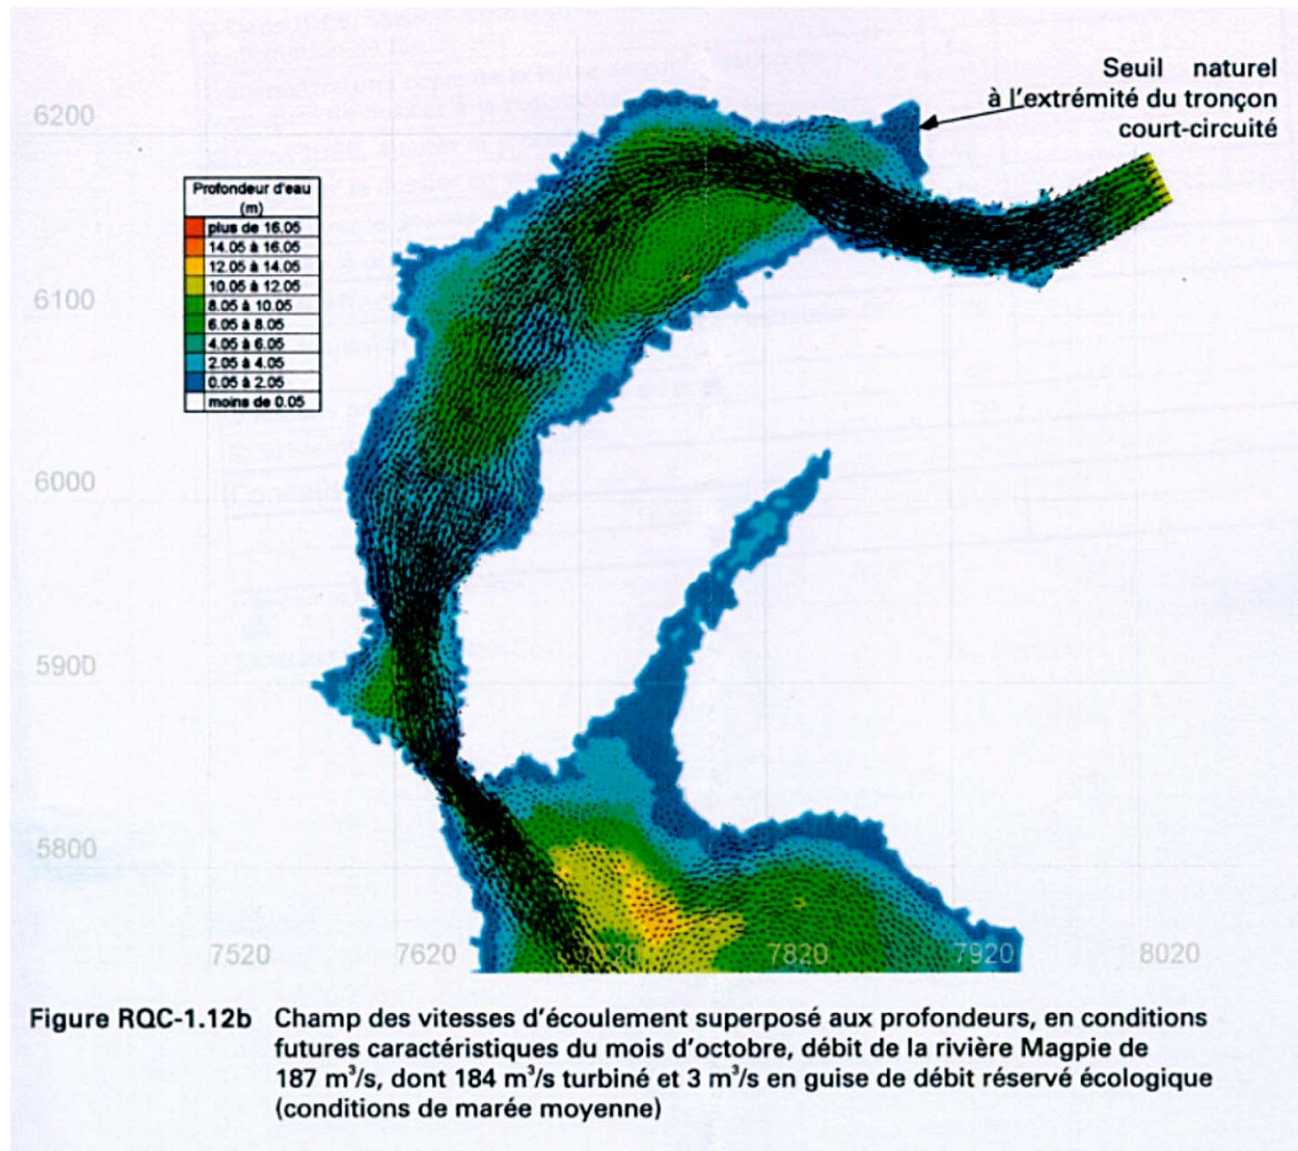 Seuil naturel
à l'extrémité du tronçon
court-circuité
6200
6100
6000
5900
5800
Profondeur d'eau
(m)
plus de 16.05
14.05 à 16.05
12.05 à 14.05
10.05 à 12.05
8.05 à 10.05
6.05 à 8.05
4.05 à 6.05
2.05 à 4.05
0.05 à 2.05
moins de 0.05
7520
7620
7720
7820
7920
8020
Figure RQC-1.12b Champ des vitesses d'écoulement superposé aux profondeurs, en conditions
futures caractéristiques du mois d'octobre, débit de la rivière Magpie de
187 m³/s, dont 184 m³/s turbiné et 3 m³/s en guise de débit réservé écologique
(conditions de marée moyenne)